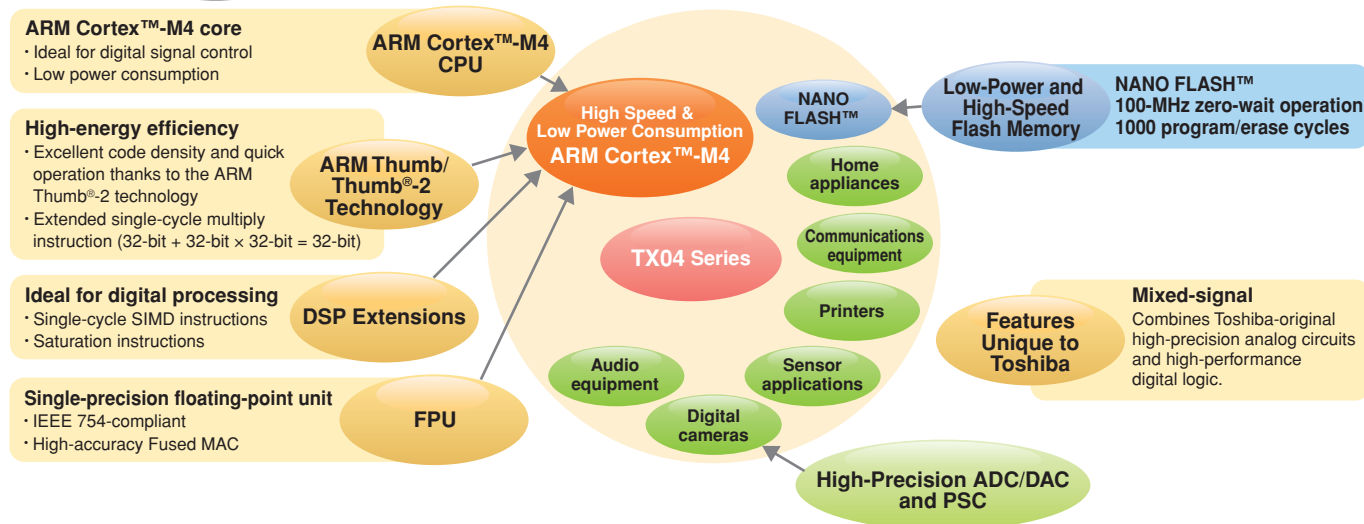 ARM Cortex™-M4 core
・Ideal for digital signal control
・Low power consumption
ARM Cortex™-M4
CPU
High-energy efficiency
・Excellent code density and quick
operation thanks to the ARM
Thumb®-2 technology
・Extended single-cycle multiply
instruction (32-bit + 32-bit × 32-bit = 32-bit)
ARM Thumb/
Thumb®-2
Technology
Ideal for digital processing
・Single-cycle SIMD instructions
・Saturation instructions
DSP Extensions
Single-precision floating-point unit
・IEEE 754-compliant
・High-accuracy Fused MAC
FPU
High Speed &
Low Power Consumption
ARM Cortex™-M4
TX04 Series
NANO
FLASH™
Home
appliances
Communications
equipment
Printers
Sensor
applications
Audio
equipment
Digital
cameras
Low-Power and
High-Speed
Flash Memory
NANO FLASH™
100-MHz zero-wait operation
1000 program/erase cycles
Features
Unique to
Toshiba
Mixed-signal
Combines Toshiba-original
high-precision analog circuits
and high-performance
digital logic.
High-Precision ADC/DAC
and PSC